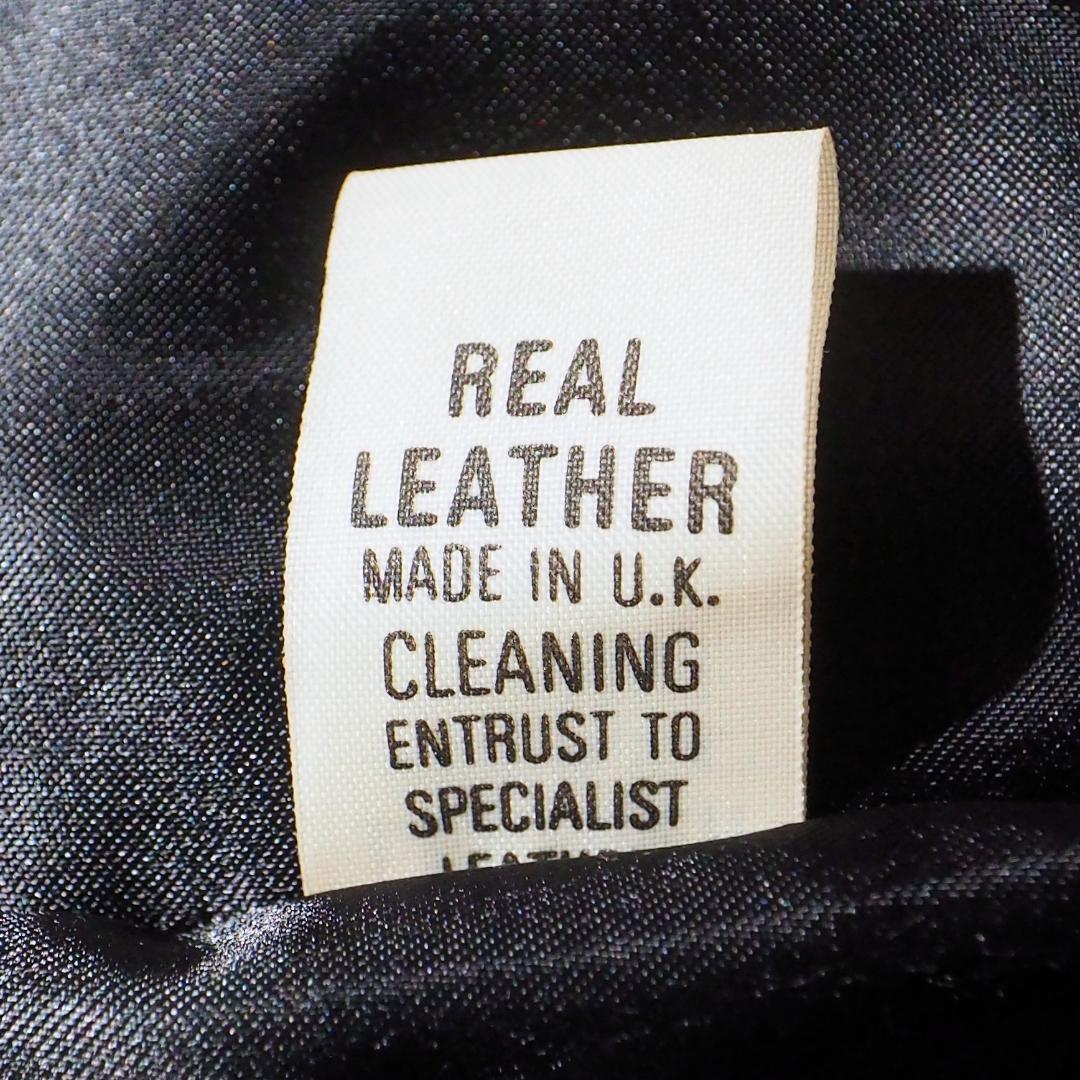 REAL
LEATHER
MADE IN U.K.
CLEANING
ENTRUST TO
SPECIALIST